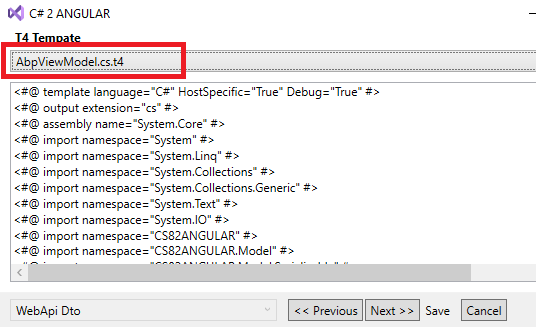 C# 2 ANGULAR
T4 Tempate
AbpViewModel.cs.t4
<#@ template language="C#" HostSpecific="True" Debug="True" #>
<#@ output extension="cs" #>
<#@ assembly name="System.Core" #>
<#@ import namespace="System" #>
<#@ import namespace="System.Linq" #>
<#@ import namespace="System.Collections" #>
<#@ import namespace="System.Collections.Generic" #>
<#@ import namespace="System.Text" #>
<#@ import namespace="System.IO" #>
<#@ import namespace="CS82ANGULAR" #>
<#@ import namespace="CS82ANGULAR.Model" #>
WebApi Dto
<< Previous Next >> Save Cancel